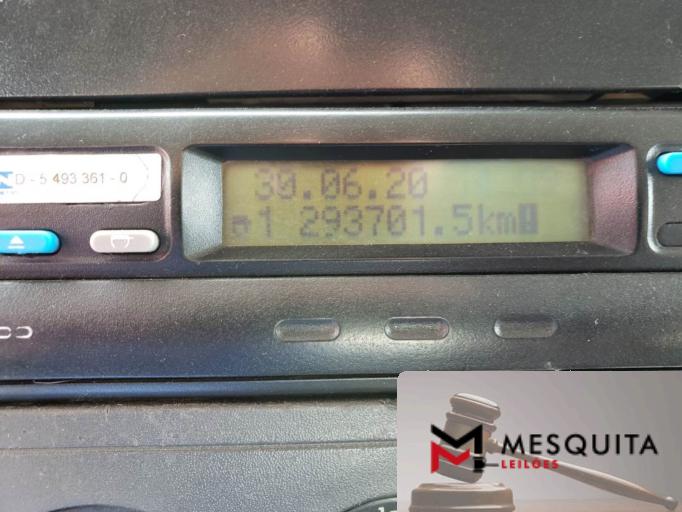 D - 5 493 361 - 0
30.06.20
1 293701.5km!
MESQUITA
LEILÕES